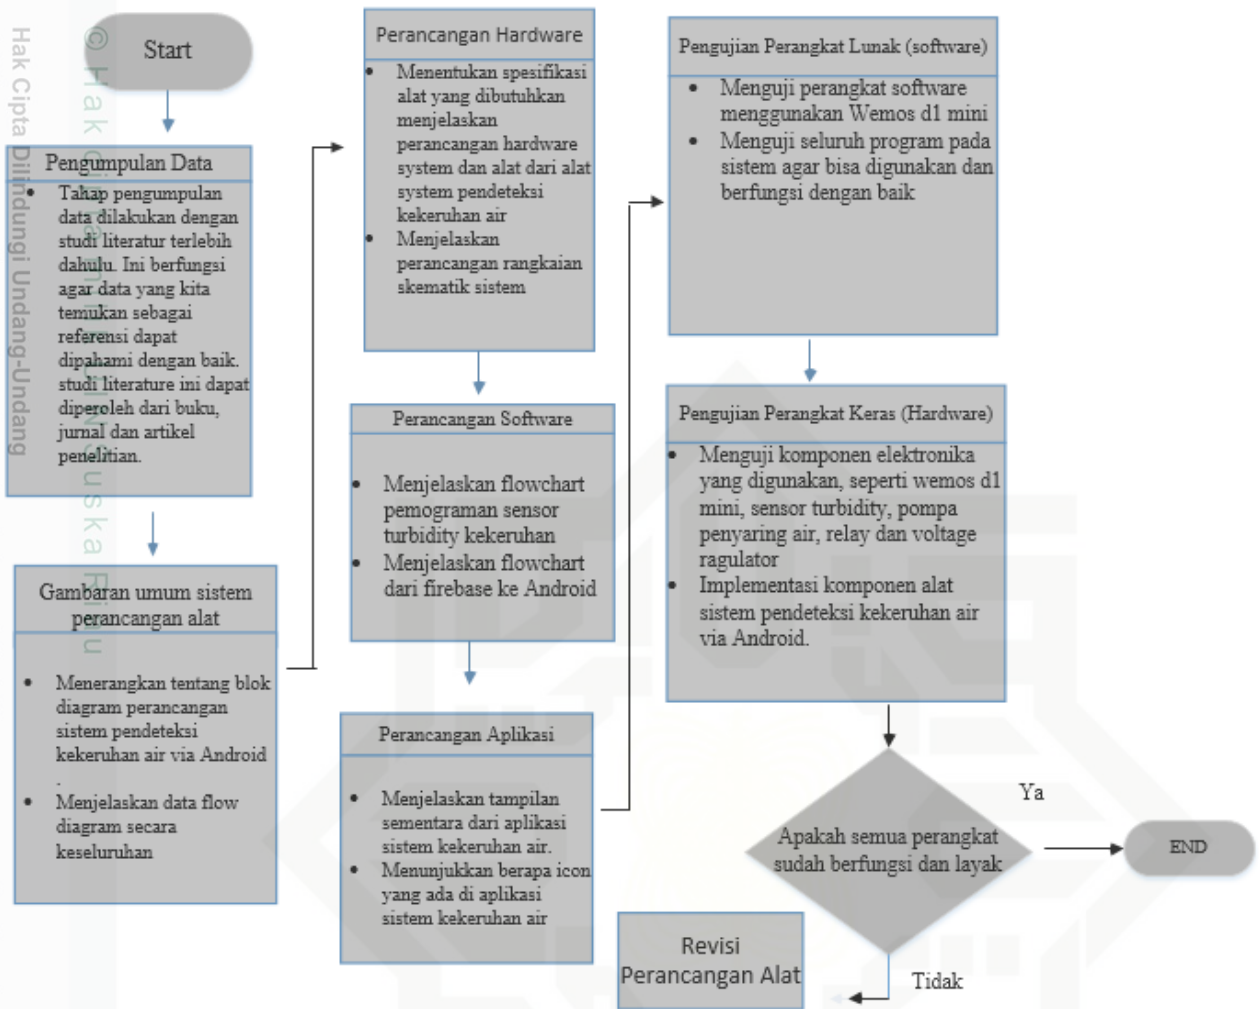 Start
Pengumpulan Data
• Tahap pengumpulan
data dilakukan dengan
studi literatur terlebih
dahulu. Ini berfungsi
agar data yang kita
temukan sebagai
referensi dapat
dipahami dengan baik.
studi literature ini dapat
diperoleh dari buku,
jurnal dan artikel
penelitian.
Gambaran umum sistem
perancangan alat
• Menerangkan tentang blok
diagram perancangan
sistem pendeteksi
kekeruhan air via Android
.
• Menjelaskan data flow
diagram secara
keseluruhan
Perancangan Hardware
• Menentukan spesifikasi
alat yang dibutuhkan
menjelaskan
perancangan hardware
system dan alat dari alat
system pendeteksi
kekeruhan air
• Menjelaskan
perancangan rangkaian
skematik sistem
Perancangan Software
• Menjelaskan flowchart
pemograman sensor
turbidity kekeruhan
• Menjelaskan flowchart
dari firebase ke Android
Perancangan Aplikasi
• Menjelaskan tampilan
sementara dari aplikasi
sistem kekeruhan air.
• Menunjukkan berapa icon
yang ada di aplikasi
sistem kekeruhan air
Pengujian Perangkat Lunak (software)
• Menguji perangkat software
menggunakan Wemos d1 mini
• Menguji seluruh program pada
sistem agar bisa digunakan dan
berfungsi dengan baik
Pengujian Perangkat Keras (Hardware)
• Menguji komponen elektronika
yang digunakan, seperti wemos d1
mini, sensor turbidity, pompa
penyaring air, relay dan voltage
ragulator
• Implementasi komponen alat
sistem pendeteksi kekeruhan air
via Android.
Apakah semua perangkat
sudah berfungsi dan layak
Ya
END
Tidak
Revisi
Perancangan Alat
Hak Cipta Dilindungi Undang-Undang
© Hak cipta milik UIN Suska Riau